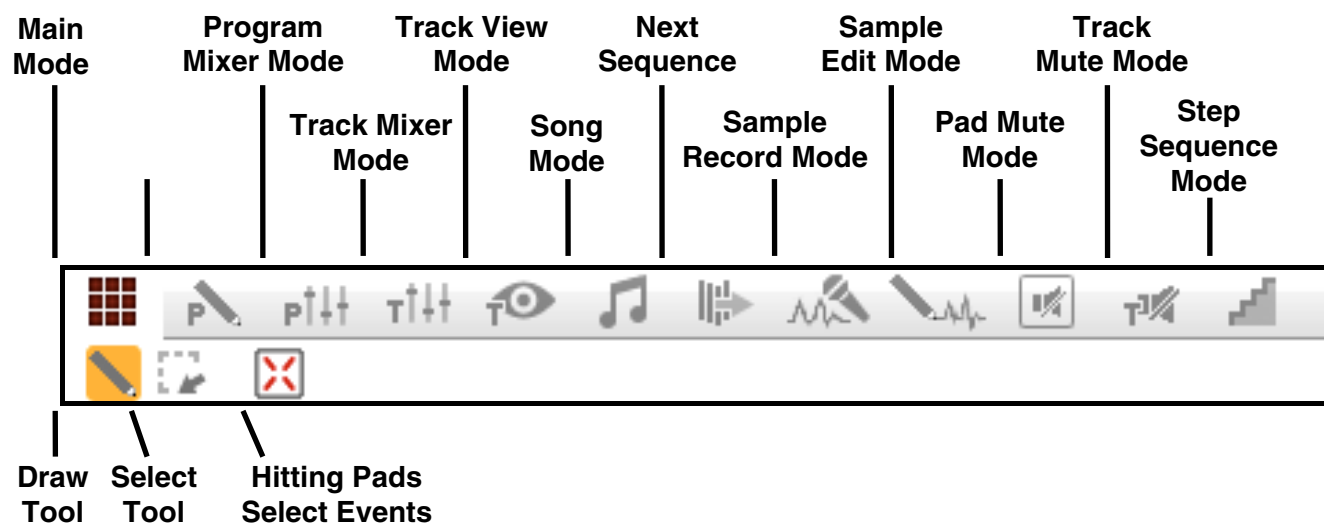 Main
Mode
Program
Mixer Mode
Track View
Mode
Next
Sequence
Sample
Edit Mode
Track
Mute Mode
Track Mixer
Mode
Song
Mode
Sample
Record Mode
Pad Mute
Mode
Step
Sequence
Mode
P
P
T
T
T
Draw
Tool
Select
Tool
Hitting Pads
Select Events